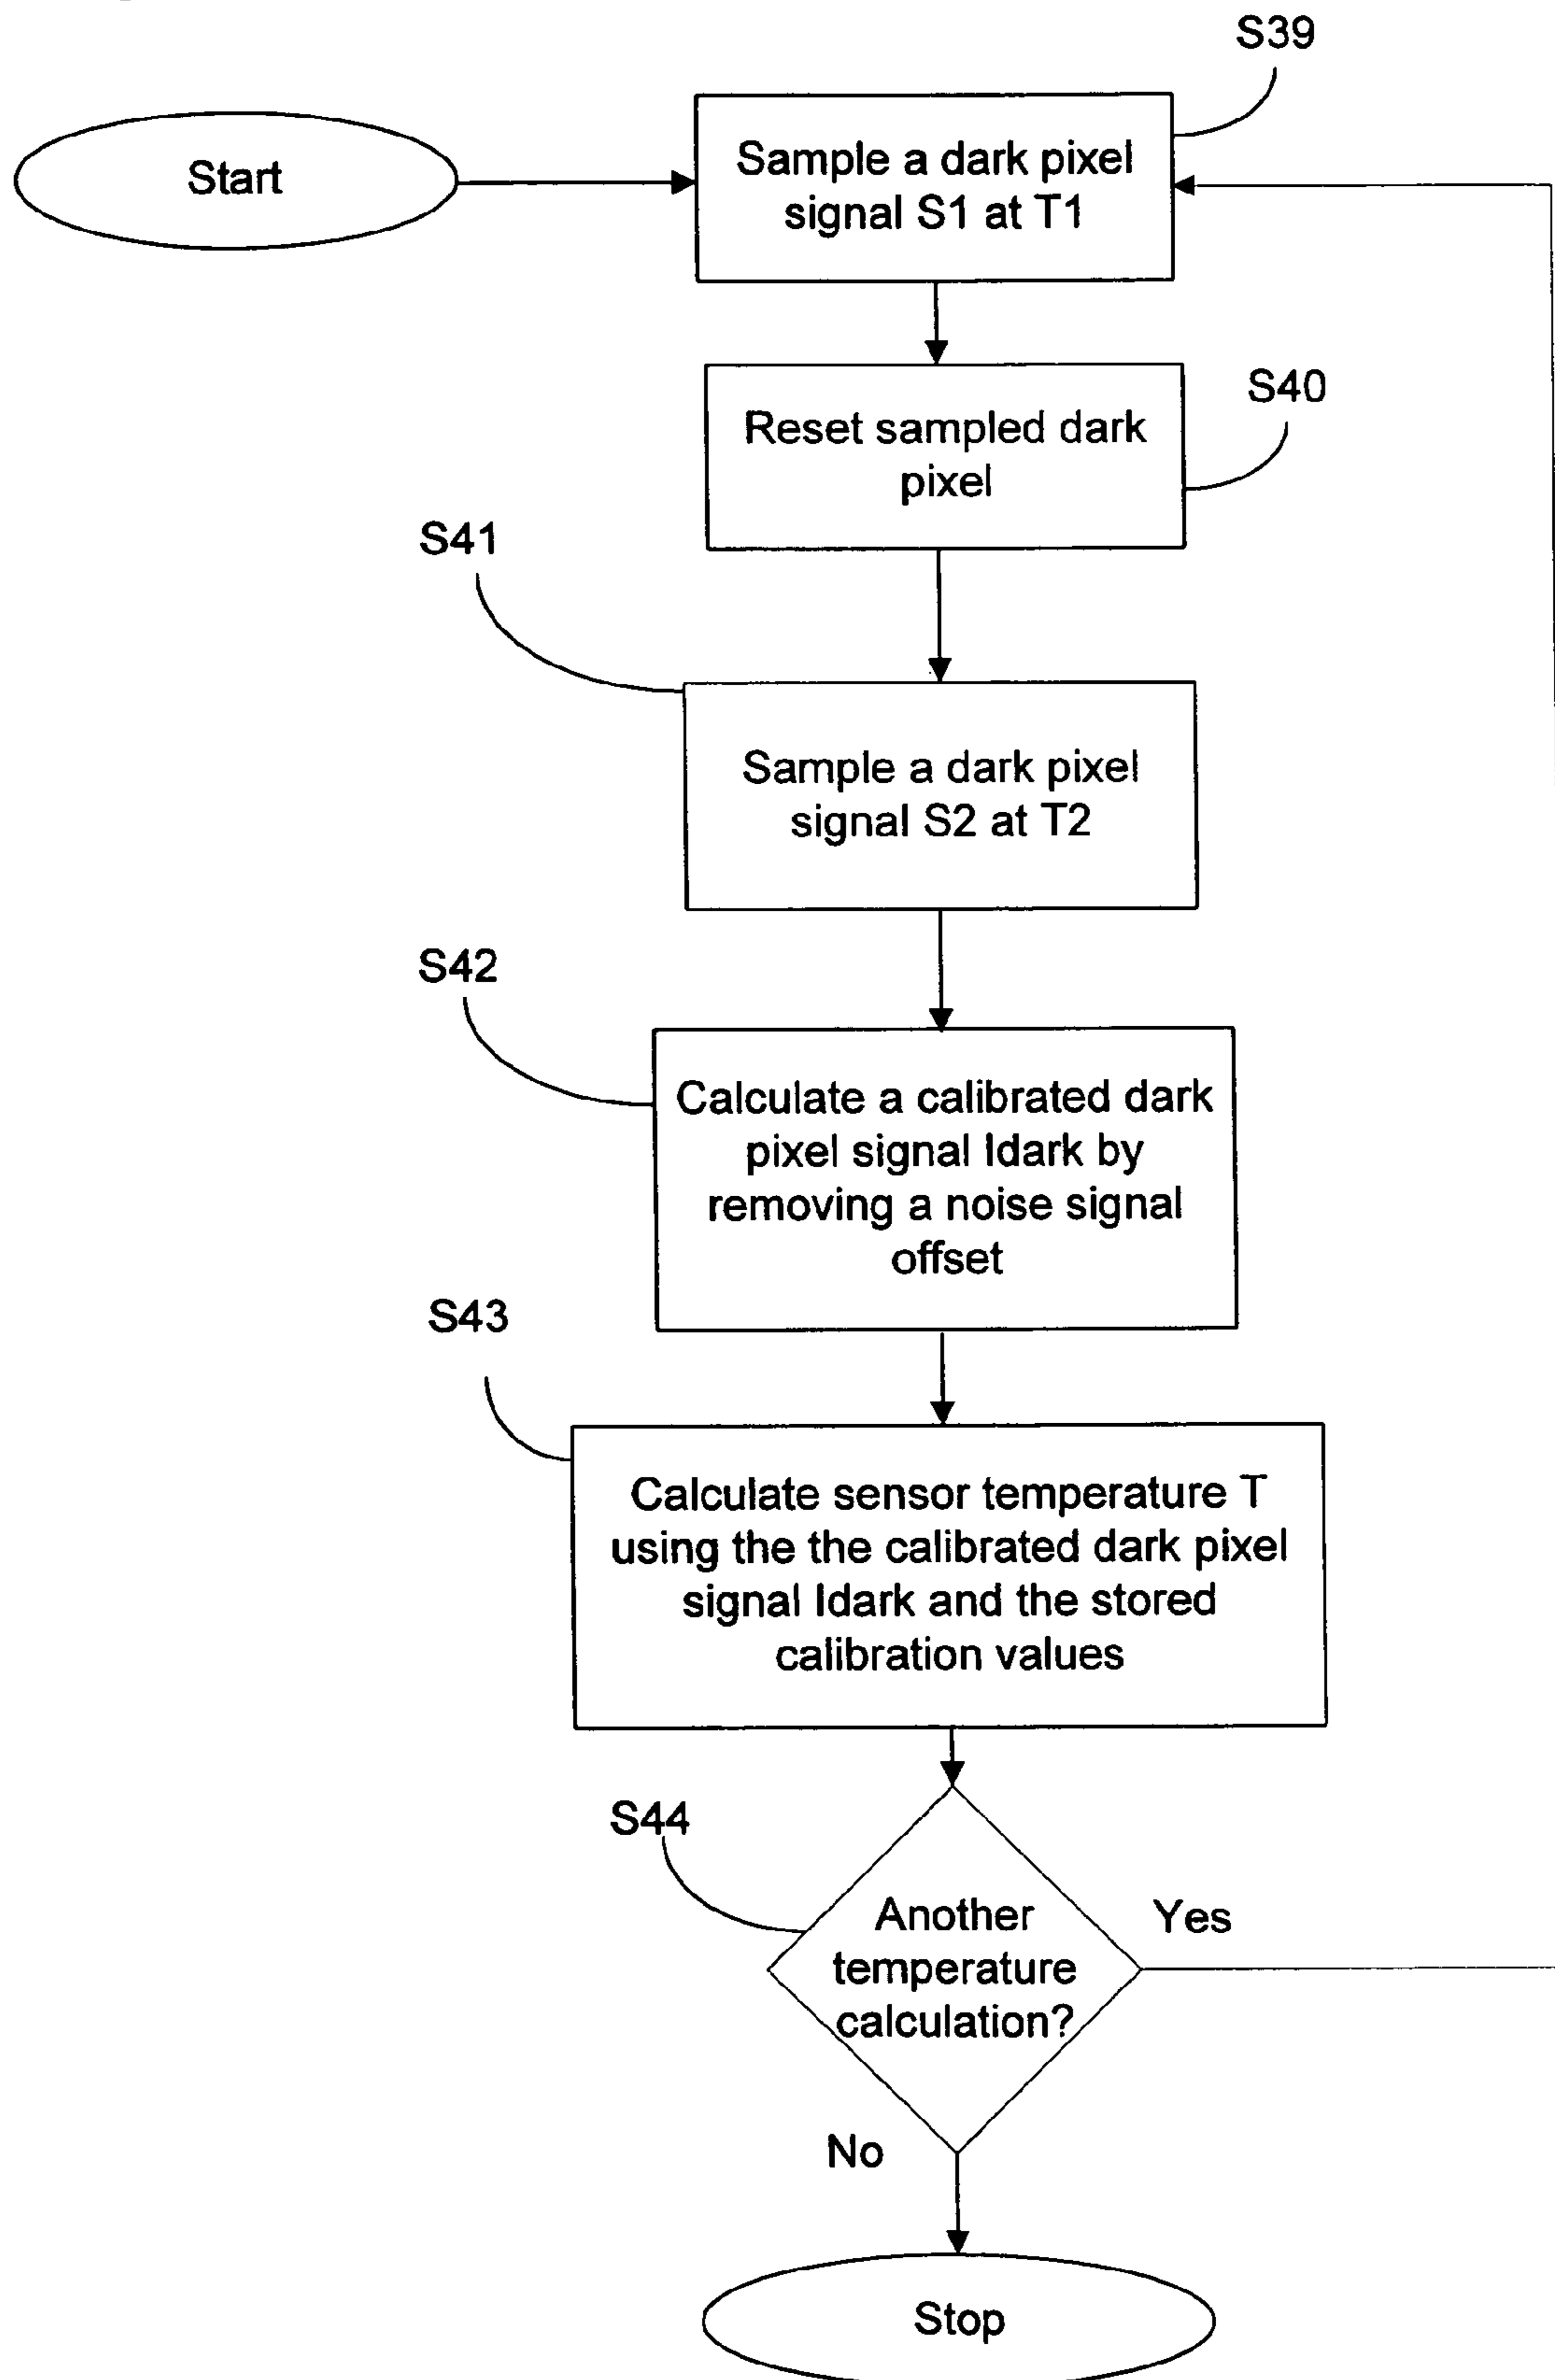 S39
Start
Sample a dark pixel
signal S1 at T1
S40
Reset sampled dark
pixel
S41
Sample a dark pixel
signal S2 at T2
S42
Calculate a calibrated dark
pixel signal Idark by
removing a noise signal
offset
S43
Calculate sensor temperature T
using the the calibrated dark pixel
signal Idark and the stored
calibration values
S44
Another
temperature
calculation?
Yes
No
Stop